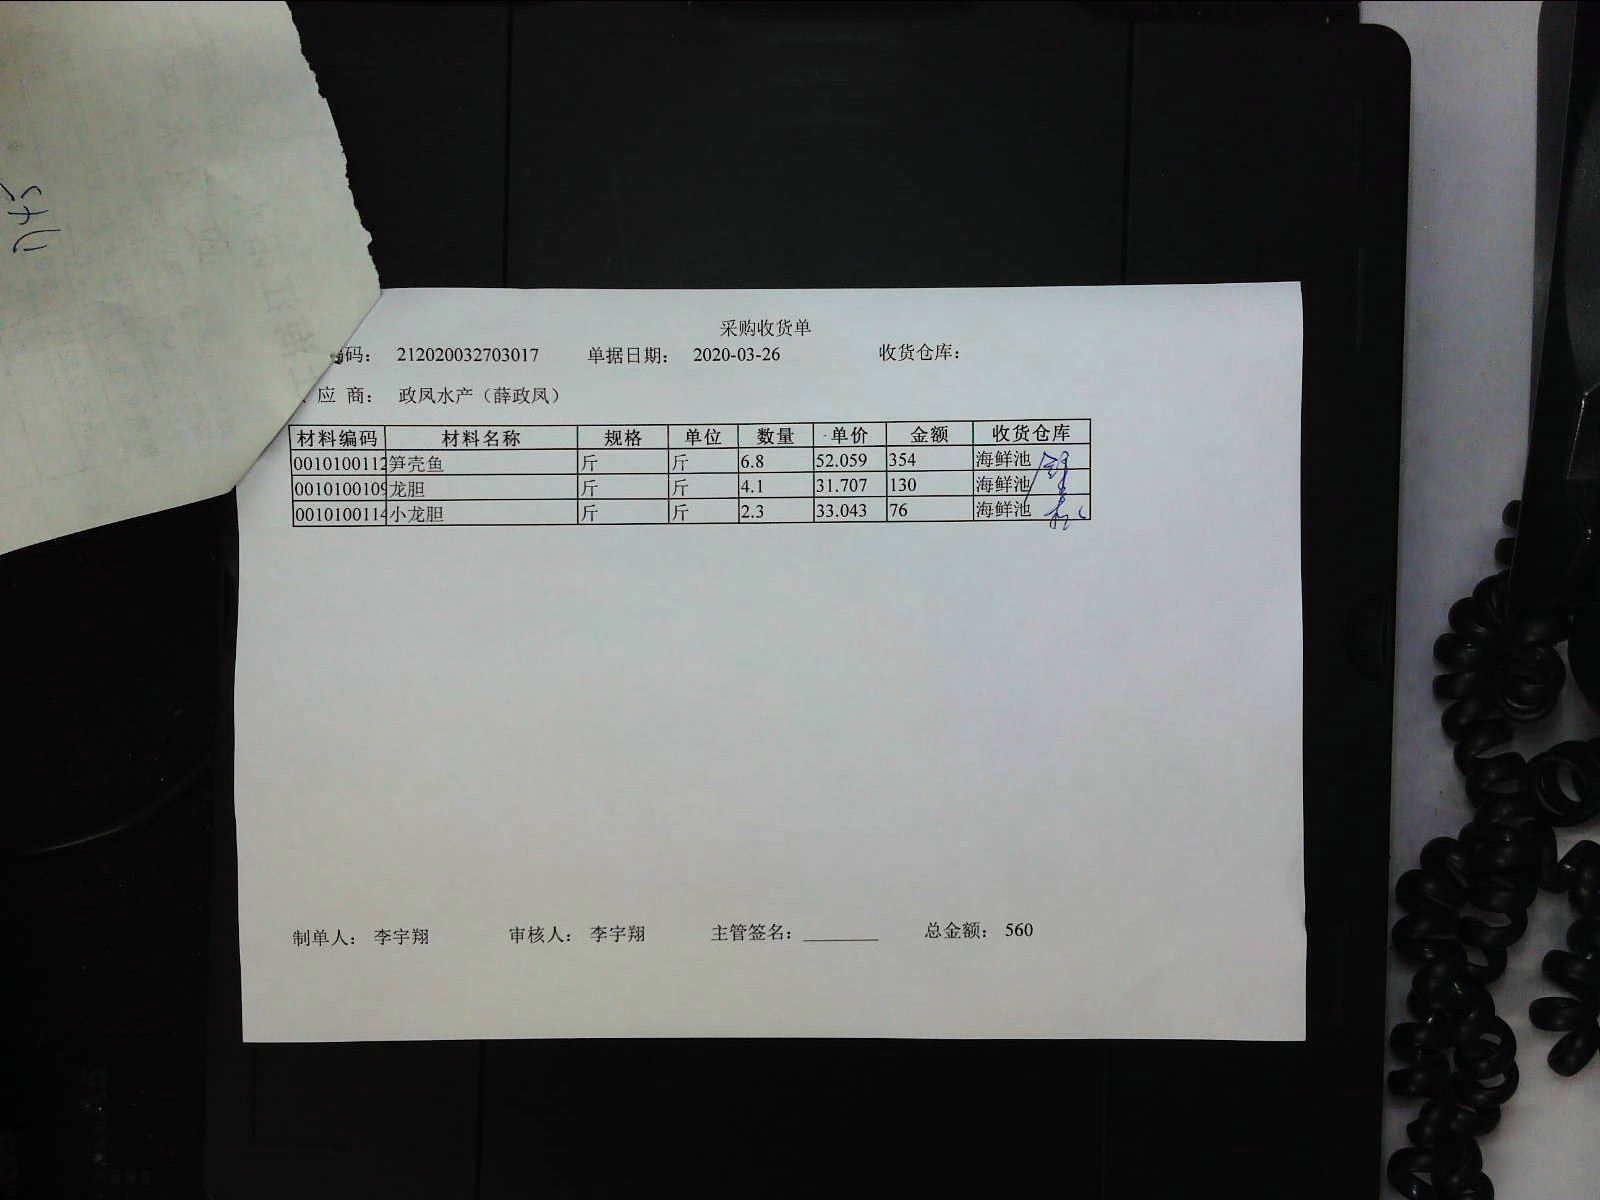 采购收货单
码： 212020032703017 单据日期： 2020-03-26 收货仓库：
应 商： 政凤水产（薛政凤）
材料编码 材料名称 规格 单位 数量 单价 金额 收货仓库
0010100112 笋壳鱼 斤 斤 6.8 52.059 354 海鲜池
0010100109 龙胆 斤 斤 4.1 31.707 130 海鲜池
0010100114 小龙胆 斤 斤 2.3 33.043 76 海鲜池
制单人： 李宇翔 审核人： 李宇翔 主管签名： 总金额： 560